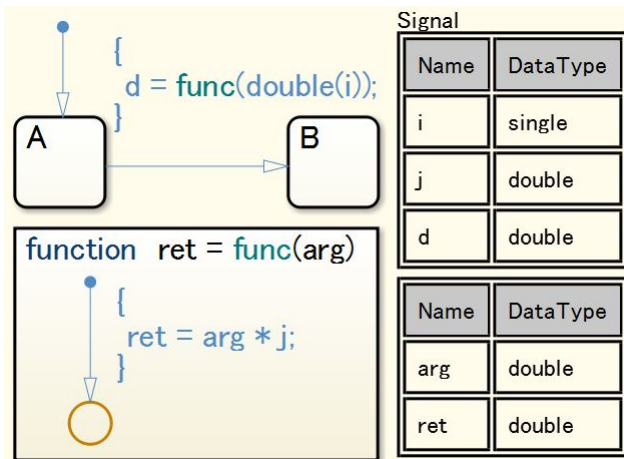 {
d = func(double(i));
}
A
B
function ret = func(arg)
{
ret = arg * j;
}
Signal
Name DataType
i single
j double
d double
Name DataType
arg double
ret double